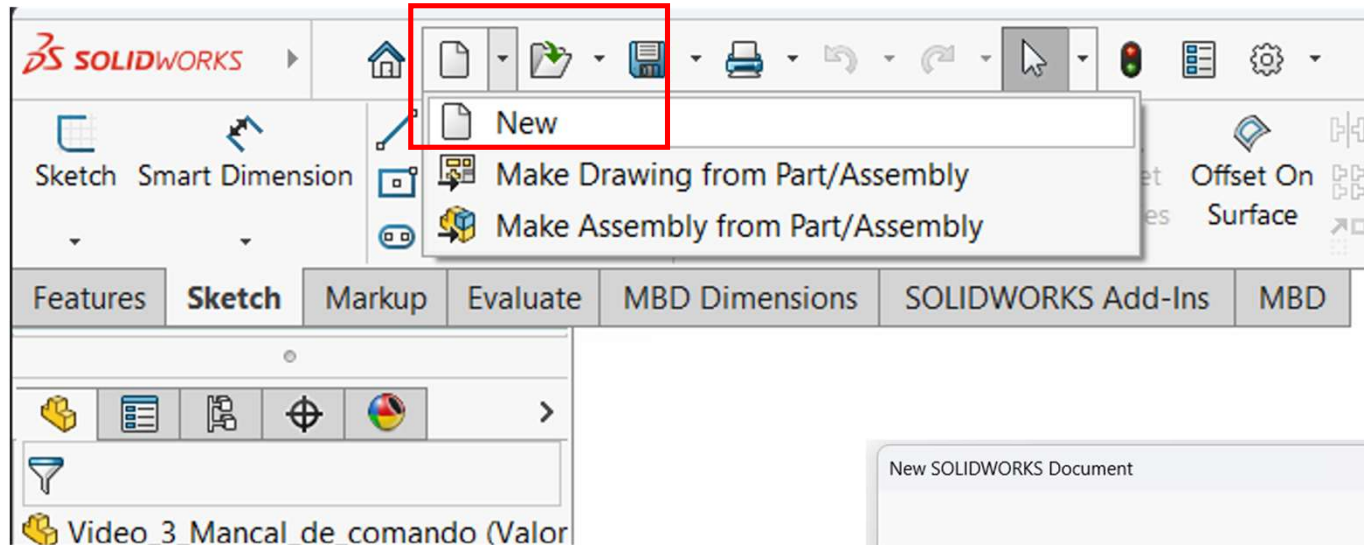 SOLIDWORKS
New
Make Drawing from Part/Assembly
Make Assembly from Part/Assembly
Sketch
Smart Dimension
Offset On
Surface
Features
Sketch
Markup
Evaluate
MBD Dimensions
SOLIDWORKS Add-Ins
MBD
New SOLIDWORKS Document
Video_3_Mancal_de_comando (Valor